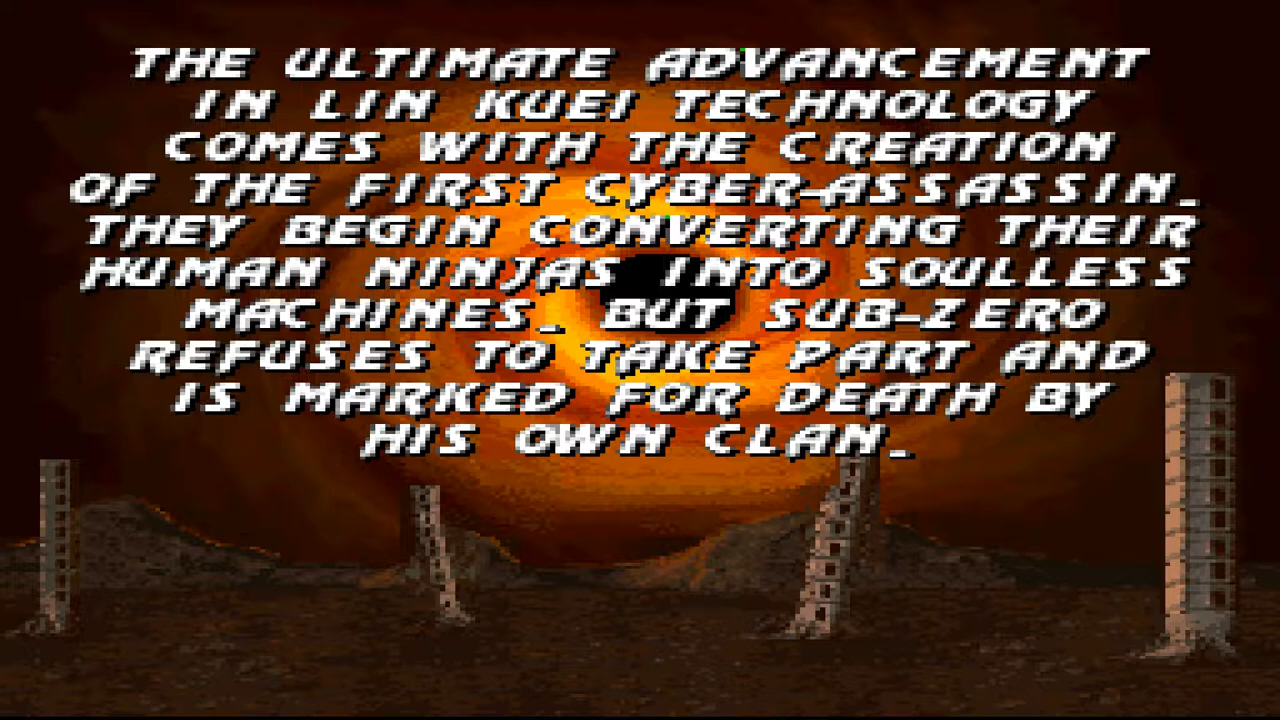 THE ULTIMATE ADVANCEMENT
IN LIN KUEI TECHNOLOGY
COMES WITH THE CREATION
OF THE FIRST CYBER-ASSASSIN.
THEY BEGIN CONVERTING THEIR
HUMAN NINJAS INTO SOULLESS
MACHINES. BUT SUB-ZERO
REFUSES TO TAKE PART AND
IS MARKED FOR DEATH BY
HIS OWN CLAN.